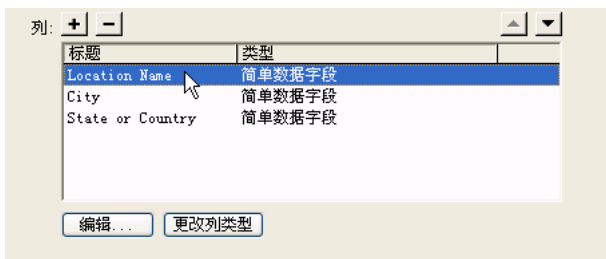 列: + −
标题 类型
Location Name 简单数据字段
City 简单数据字段
State or Country 简单数据字段
编辑... 更改列类型